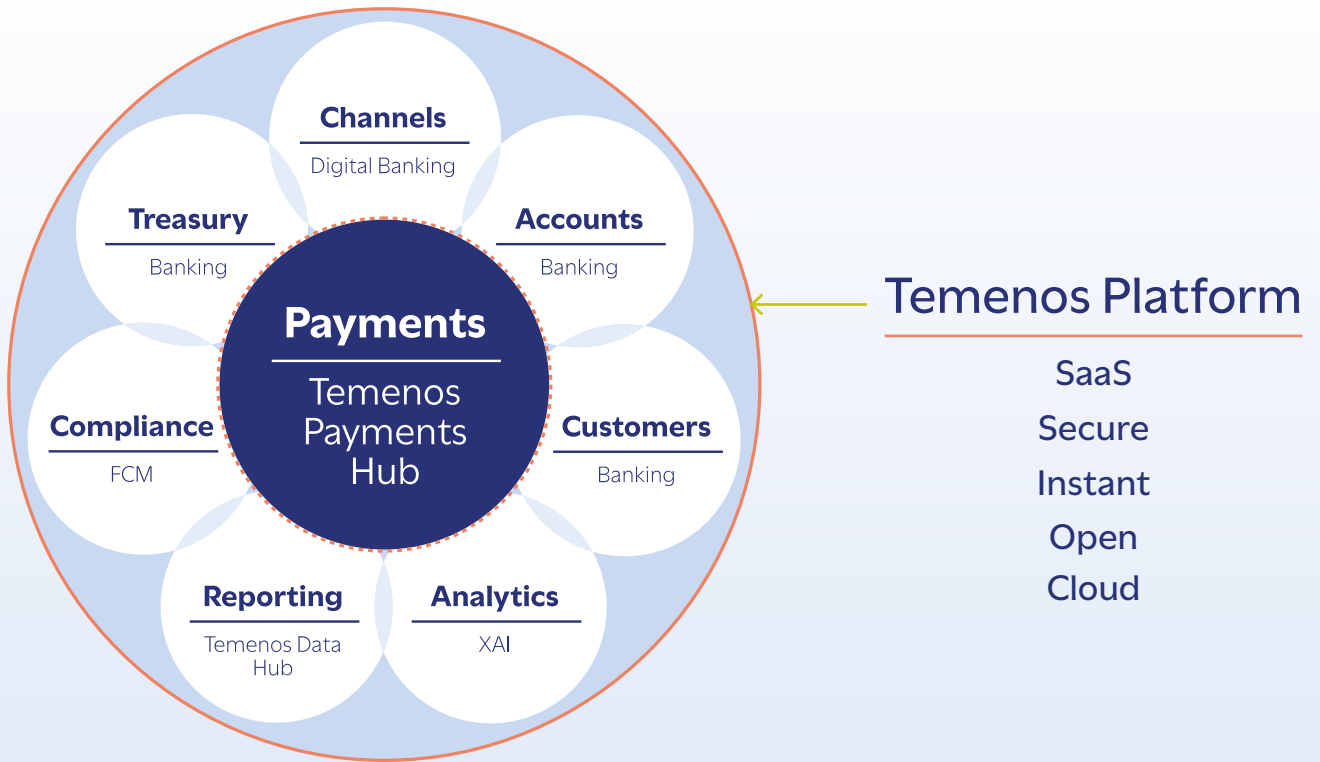 Channels
Digital Banking
Treasury
Banking
Accounts
Banking
Payments
Temenos
Payments
Hub
Compliance
FCM
Customers
Banking
Reporting
Temenos Data
Hub
Analytics
XAI
Temenos Platform
SaaS
Secure
Instant
Open
Cloud